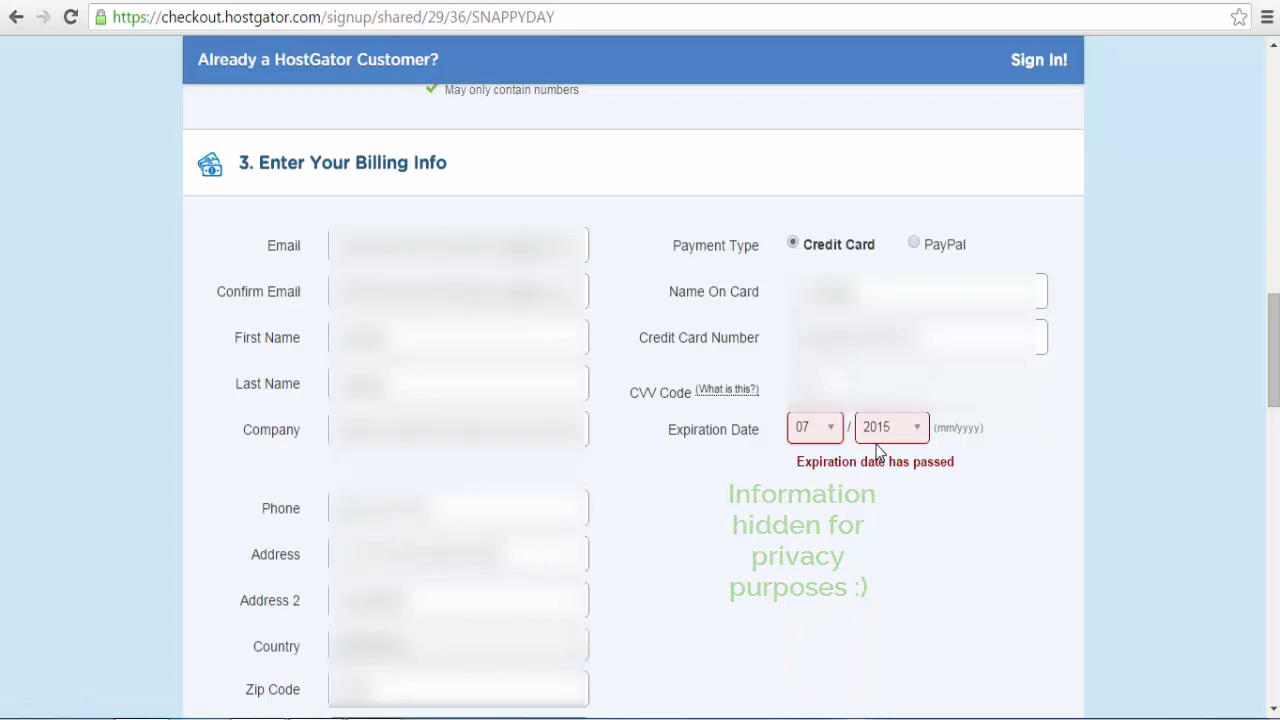 https://checkout.hostgator.com/signup/shared/29/36/SNAPPYDAY
Already a HostGator Customer?
Sign In!
May only contain numbers
3. Enter Your Billing Info
Email
Payment Type
Credit Card
PayPal
Confirm Email
Name On Card
First Name
Credit Card Number
Last Name
CVV Code (What is this?)
Company
Expiration Date
07 / 2015 (mm/yyyy)
Expiration date has passed
Information
hidden for
privacy
purposes :)
Phone
Address
Address 2
Country
Zip Code